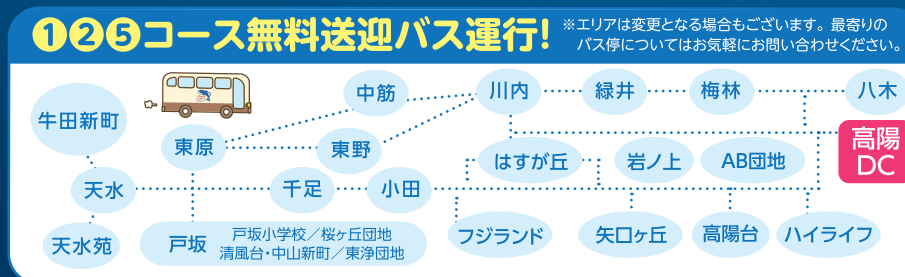 ❶❷❺コース無料送迎バス運行!
※エリアは変更となる場合もございます。最寄りの
バス停についてはお気軽にお問い合わせください。
牛田新町
東原
中筋
東野
川内
緑井
梅林
八木
高陽
DC
はすが丘
岩ノ上
AB団地
天水
千足
小田
天水苑
戸坂
戸坂小学校／桜ヶ丘団地
清風台・中山新町／東浄団地
フジランド
矢口ヶ丘
高陽台
ハイライフ